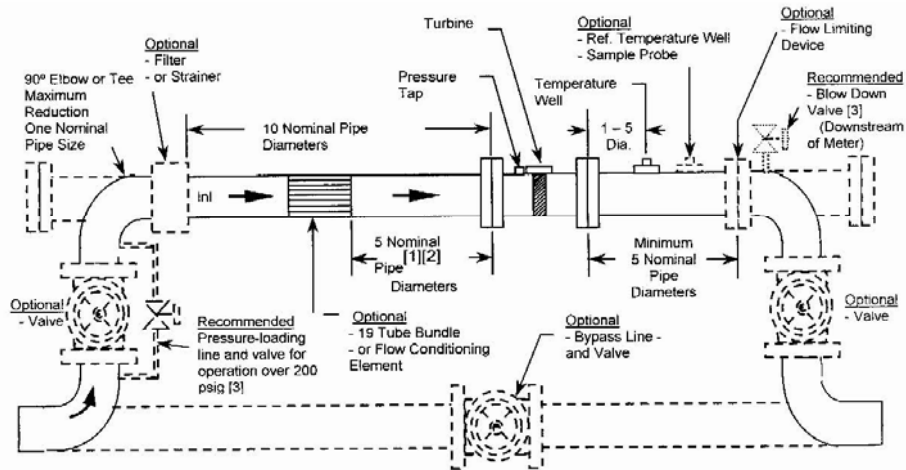 Optional
- Filter
- or Strainer
90º Elbow or Tee
Maximum
Reduction
One Nominal
Pipe Size
Turbine
Pressure
Tap
Optional
- Ref. Temperature Well
- Sample Probe
Temperature
Well
Optional
- Flow Limiting
Device
Recommended
- Blow Down
Valve [3]
(Downstream
of Meter)
10 Nominal Pipe
Diameters
1 – 5
Dia.
Inl
5 Nominal
[1][2]
Pipe
Diameters
Minimum
5 Nominal
Pipe
Diameters
Optional
- Valve
Recommended
Pressure-loading
line and valve for
operation over 200
psig [3]
Optional
- 19 Tube Bundle
- or Flow Conditioning
Element
Optional
- Bypass Line -
and Valve
Optional
- Valve